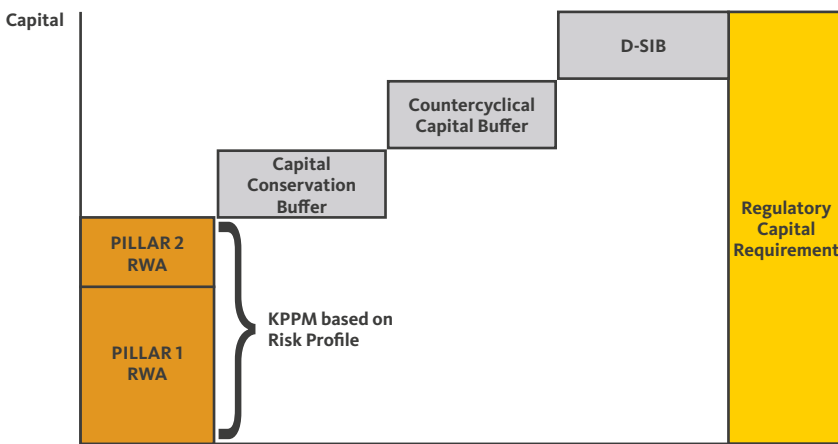 Capital
D-SIB
Countercyclical
Capital Buffer
Capital
Conservation
Buffer
Regulatory
Capital
Requirement
PILLAR 2
RWA
KPPM based on
Risk Profile
PILLAR 1
RWA